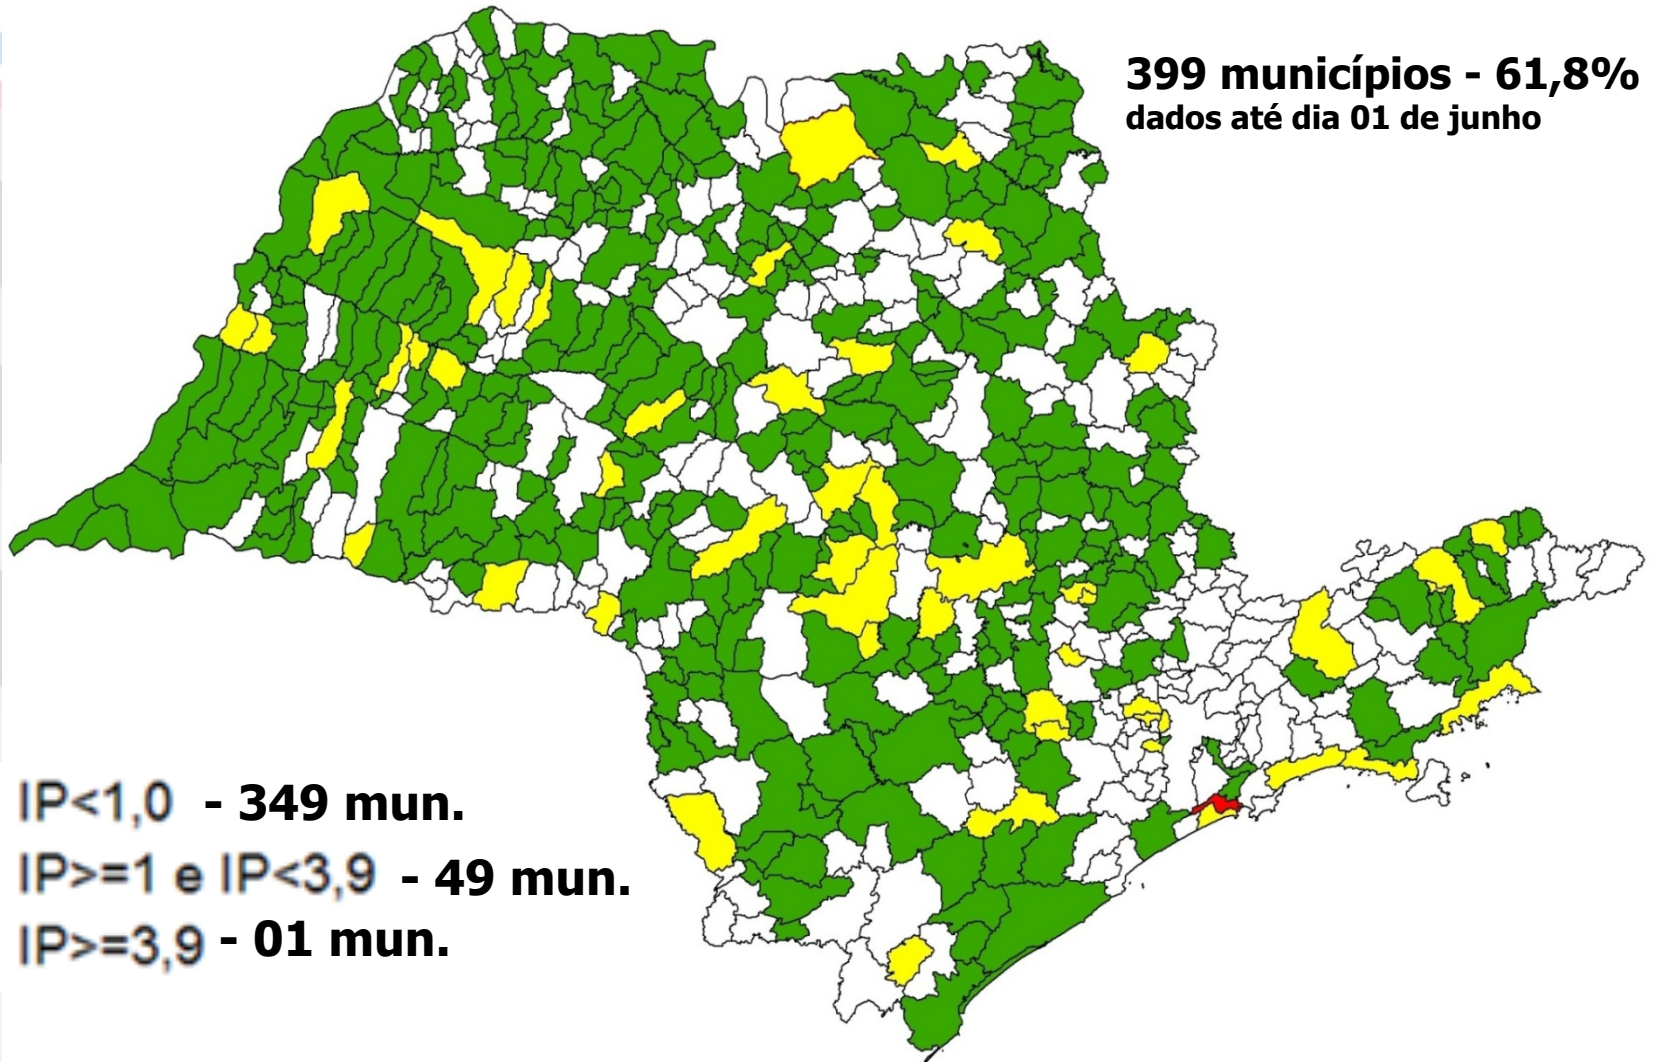 399 municípios - 61,8%
dados até dia 01 de junho
IP<1,0 - 349 mun.
IP>=1 e IP<3,9 - 49 mun.
IP>=3,9 - 01 mun.